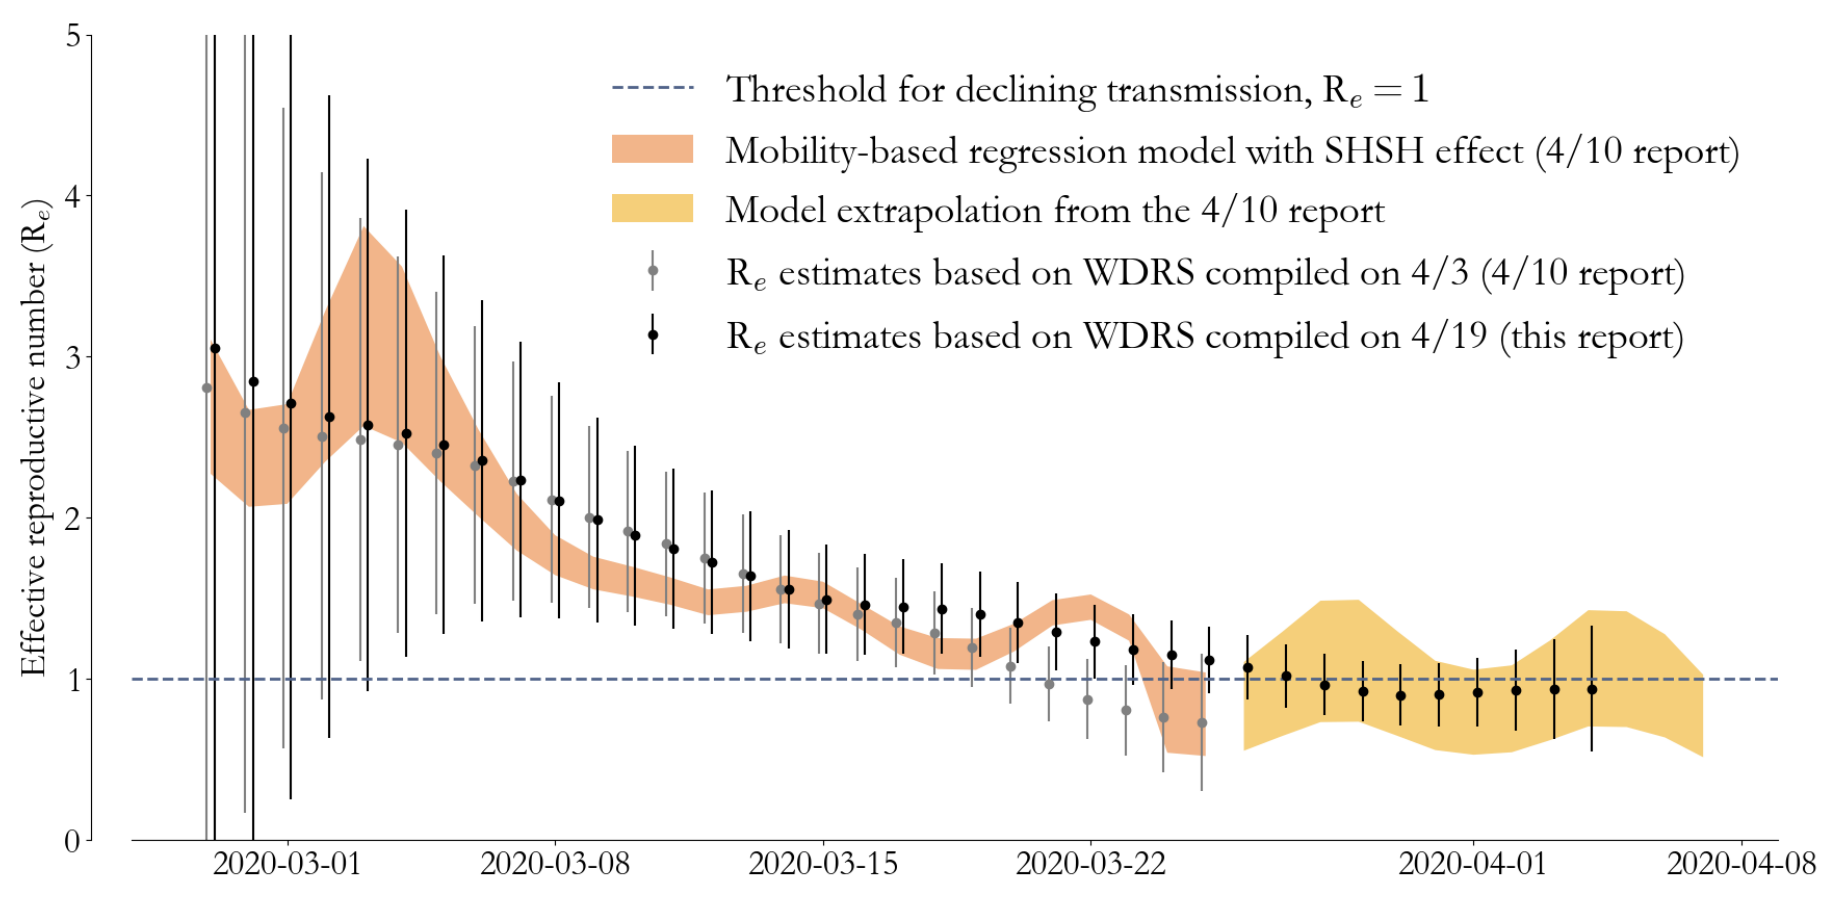 5
4
3
2
1
0
Effective reproductive number (Rₑ)
Threshold for declining transmission, Rₑ = 1
Mobility-based regression model with SHSH effect (4/10 report)
Model extrapolation from the 4/10 report
Rₑ estimates based on WDRS compiled on 4/3 (4/10 report)
Rₑ estimates based on WDRS compiled on 4/19 (this report)
2020-03-01 2020-03-08 2020-03-15 2020-03-22 2020-04-01 2020-04-08